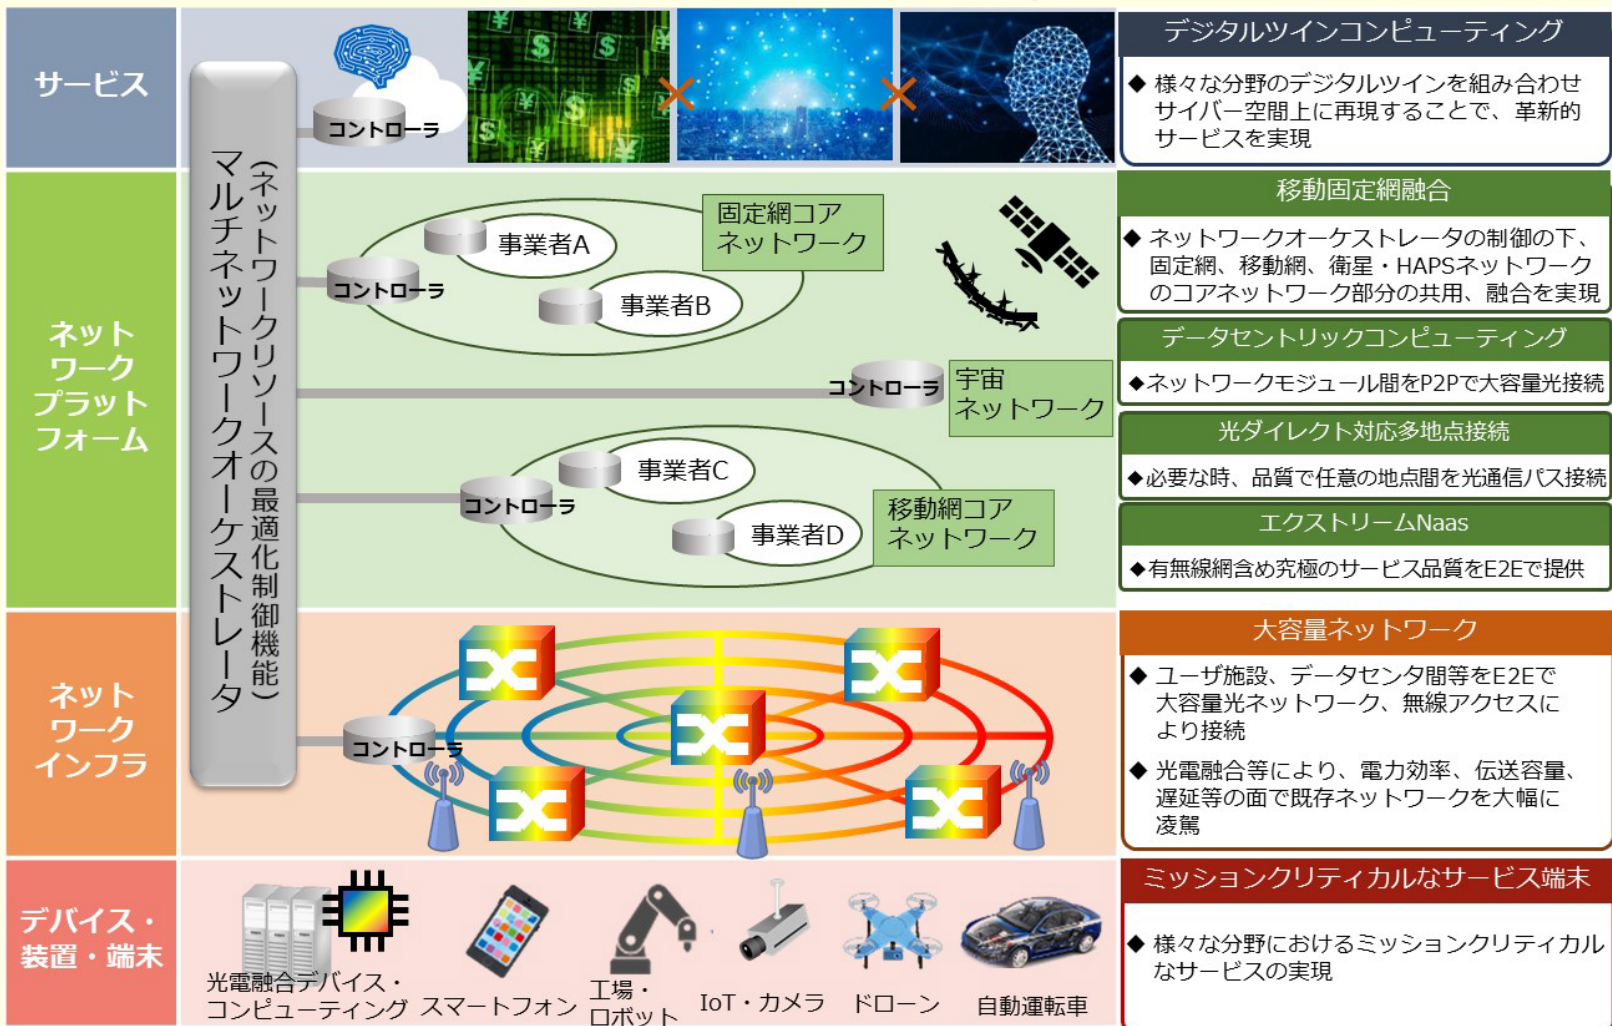 サービス
コントローラ
デジタルツインコンピューティング
◆ 様々な分野のデジタルツインを組み合わせ
サイバー空間上に再現することで、革新的
サービスを実現
マルチネットワークオーケストレータ
(ネットワークリソースの最適化制御機能)
ネット
ワーク
プラット
フォーム
固定網コア
ネットワーク
事業者A
コントローラ
事業者B
コントローラ
宇宙
ネットワーク
事業者C
コントローラ
事業者D
移動網コア
ネットワーク
移動固定網融合
◆ ネットワークオーケストレータの制御の下、
固定網、移動網、衛星・HAPSネットワーク
のコアネットワーク部分の共用、融合を実現
データセントリックコンピューティング
◆ネットワークモジュール間をP2Pで大容量光接続
光ダイレクト対応多地点接続
◆必要な時、品質で任意の地点間を光通信パス接続
エクストリームNaas
◆有無線網含め究極のサービス品質をE2Eで提供
ネット
ワーク
インフラ
コントローラ
大容量ネットワーク
◆ ユーザ施設、データセンタ間等をE2Eで
大容量光ネットワーク、無線アクセスに
より接続
◆ 光電融合等により、電力効率、伝送容量、
遅延等の面で既存ネットワークを大幅に
凌駕
デバイス・
装置・端末
光電融合デバイス・
コンピューティング
スマートフォン
工場・
ロボット
IoT・カメラ
ドローン
自動運転車
ミッションクリティカルなサービス端末
◆ 様々な分野におけるミッションクリティカル
なサービスの実現